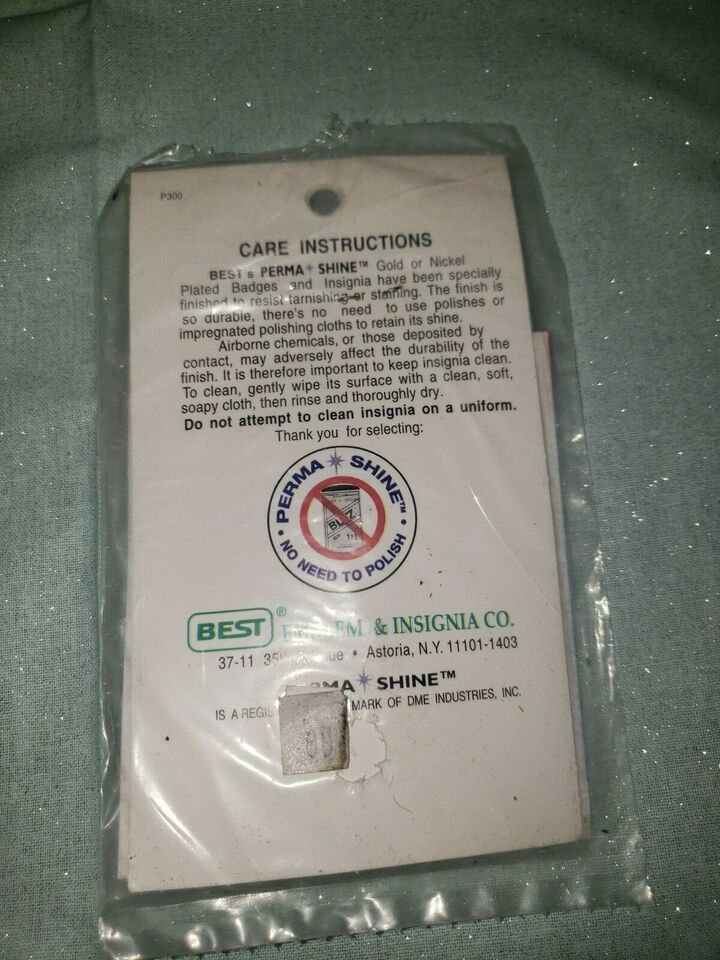 P300
CARE INSTRUCTIONS
BEST's PERMA SHINE™ Gold or Nickel
Plated Badges and Insignia have been specially
finished to resist tarnishing or staining. The finish is
so durable, there's no need to use polishes or
impregnated polishing cloths to retain its shine.
Airborne chemicals, or those deposited by
contact, may adversely affect the durability of the
finish. It is therefore important to keep insignia clean.
To clean, gently wipe its surface with a clean, soft,
soapy cloth, then rinse and thoroughly dry.
Do not attempt to clean insignia on a uniform.
Thank you for selecting:
PERMA SHINE™
• NO NEED TO POLISH •
BEST® EM & INSIGNIA CO.
37-11 35th Avenue • Astoria, N.Y. 11101-1403
MA SHINE™
IS A REGIS MARK OF DME INDUSTRIES, INC.